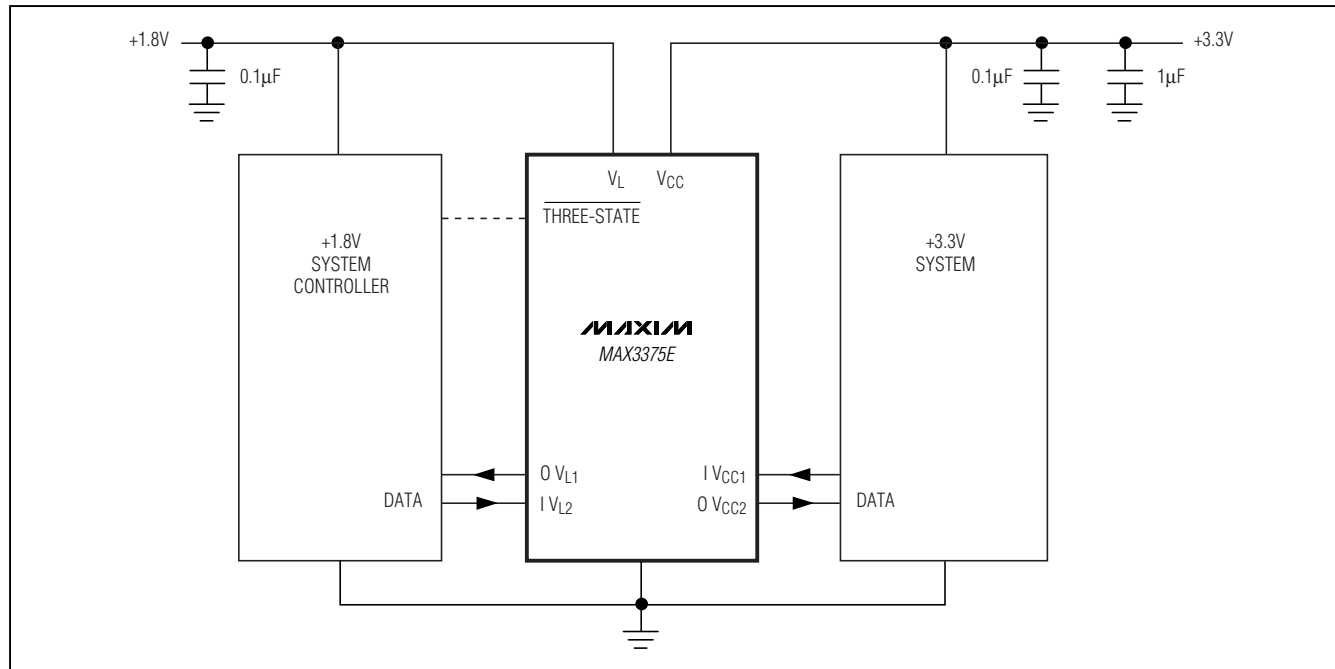 +1.8V
+3.3V
0.1μF
0.1μF
1μF
VL
VCC
THREE-STATE
+1.8V
SYSTEM
CONTROLLER
+3.3V
SYSTEM
MAXIM
MAX3375E
O VL1
I VL2
I VCC1
O VCC2
DATA
DATA